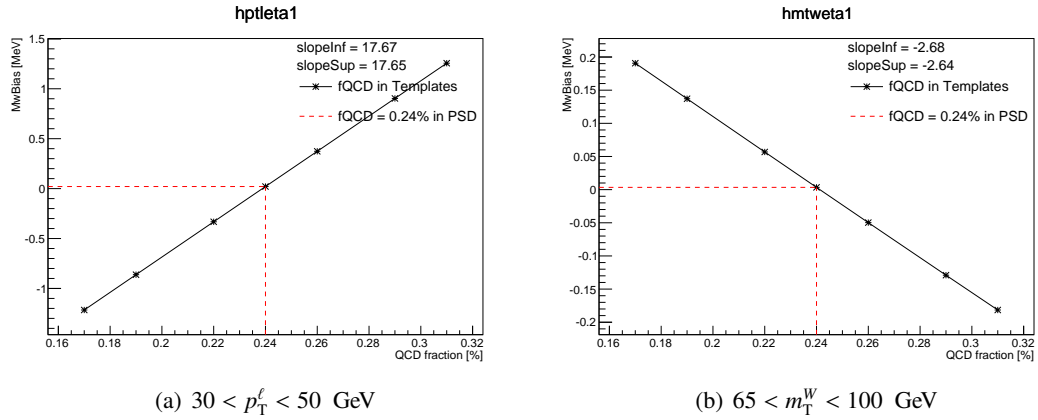 hptleta1
MwBias [MeV]
1.5
1
0.5
0
-0.5
-1
slopeInf = 17.67
slopeSup = 17.65
fQCD in Templates
fQCD = 0.24% in PSD
0.16 0.18 0.2 0.22 0.24 0.26 0.28 0.3 0.32
QCD fraction [%]
(a) 30 < p_T^ℓ < 50 GeV
hmtweta1
MwBias [MeV]
0.2
0.15
0.1
0.05
0
-0.05
-0.1
-0.15
-0.2
slopeInf = -2.68
slopeSup = -2.64
fQCD in Templates
fQCD = 0.24% in PSD
0.16 0.18 0.2 0.22 0.24 0.26 0.28 0.3 0.32
QCD fraction [%]
(b) 65 < m_T^W < 100 GeV